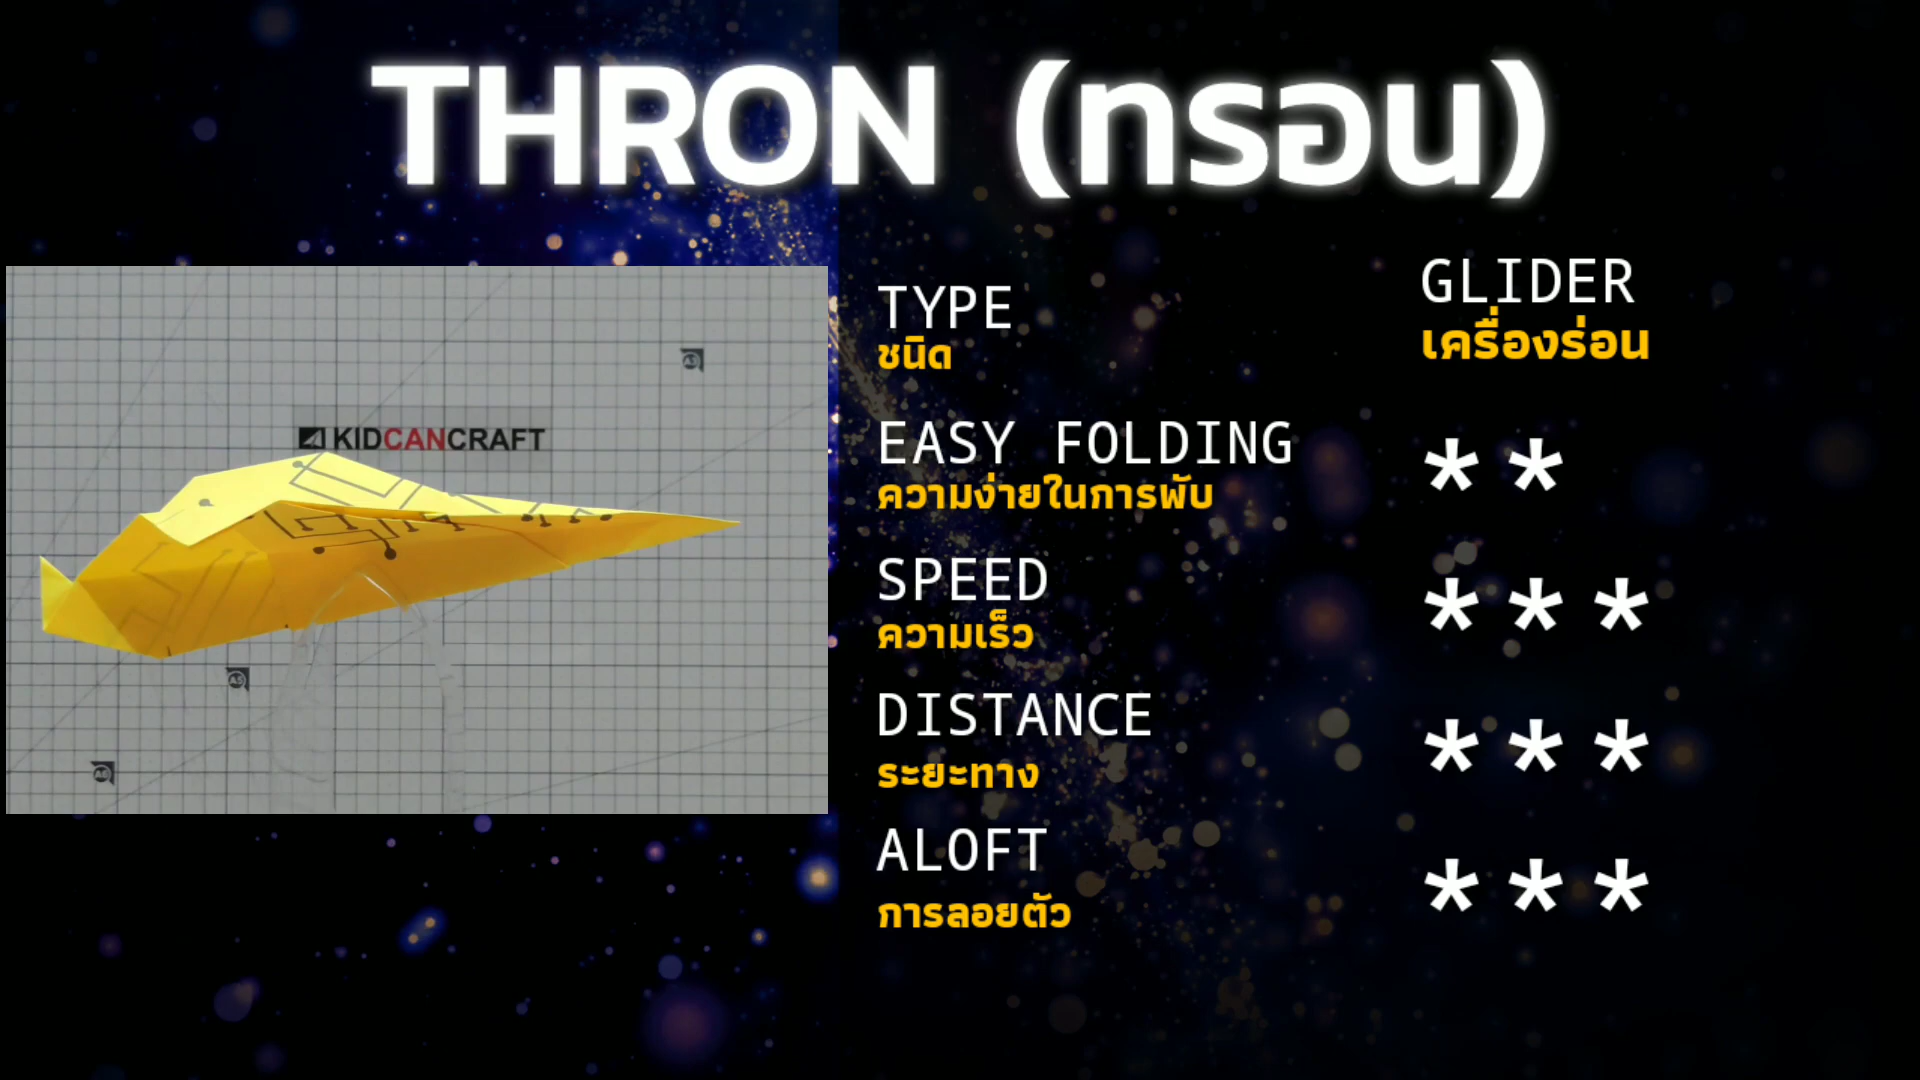 THRON (ทรอน)
KIDCANCRAFT
A3
A5
A6
TYPE
ชนิด
GLIDER
เครื่องร่อน
EASY FOLDING
ความง่ายในการพับ
**
SPEED
ความเร็ว
***
DISTANCE
ระยะทาง
***
ALOFT
การลอยตัว
***